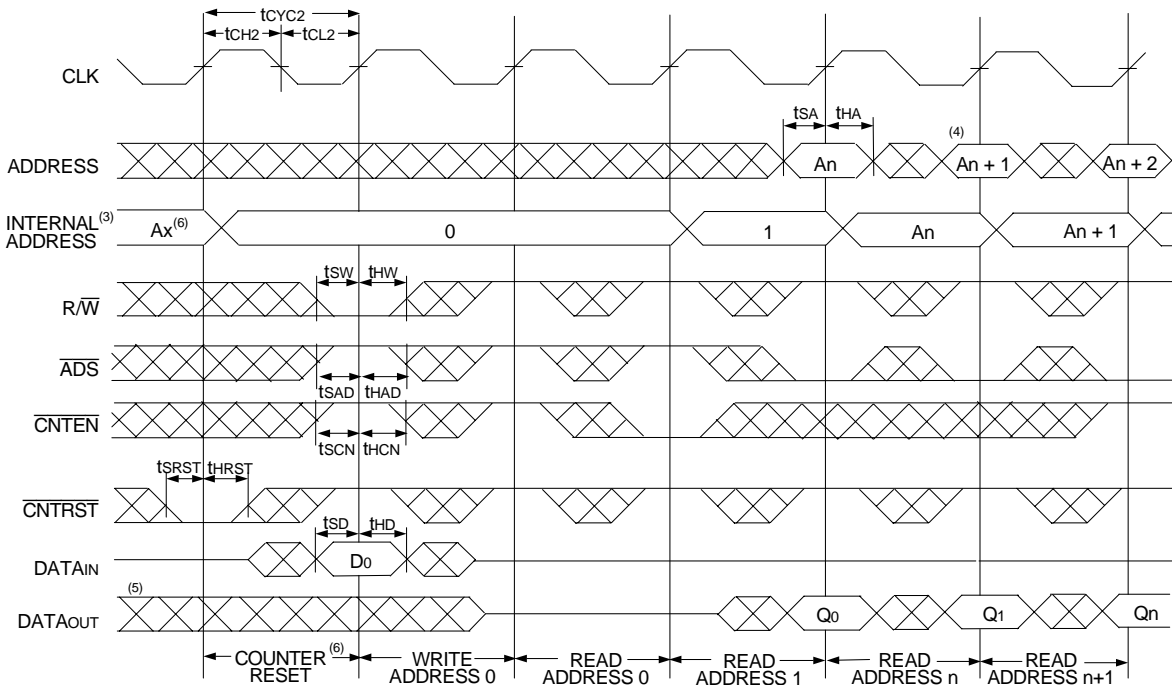 tCYC2
tCH2 tCL2
CLK
tSA tHA
(4)
ADDRESS An An + 1 An + 2
INTERNAL (3)
ADDRESS Ax(6) 0 1 An An + 1
tSW tHW
R/W̅
A̅D̅S̅
tSAD tHAD
C̅N̅T̅E̅N̅
tSCN tHCN
tSRST tHRST
C̅N̅T̅R̅S̅T̅
tSD tHD
DATAIN D0
(5)
DATAOUT Q0 Q1 Qn
COUNTER (6) RESET
WRITE ADDRESS 0
READ ADDRESS 0
READ ADDRESS 1
READ ADDRESS n
READ ADDRESS n+1